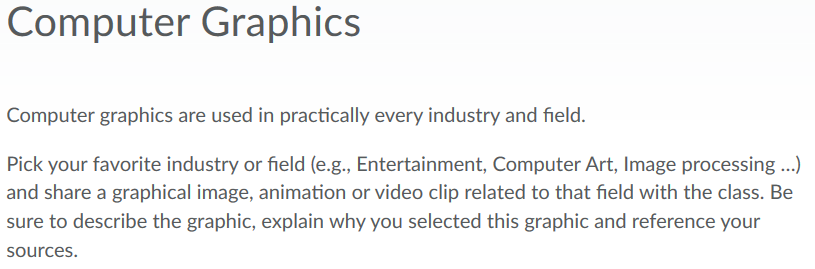 Computer Graphics
Computer graphics are used in practically every industry and field.
Pick your favorite industry or field (e.g., Entertainment, Computer Art, Image processing ...)
and share a graphical image, animation or video clip related to that field with the class. Be
sure to describe the graphic, explain why you selected this graphic and reference your
sources.